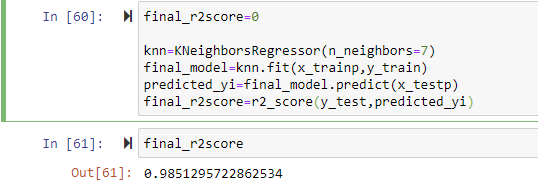 In [60]:
final_r2score=0
knn=KNeighborsRegressor(n_neighbors=7)
final_model=knn.fit(x_trainp,y_train)
predicted_yi=final_model.predict(x_testp)
final_r2score=r2_score(y_test,predicted_yi)
In [61]:
final_r2score
Out[61]:
0.9851295722862534